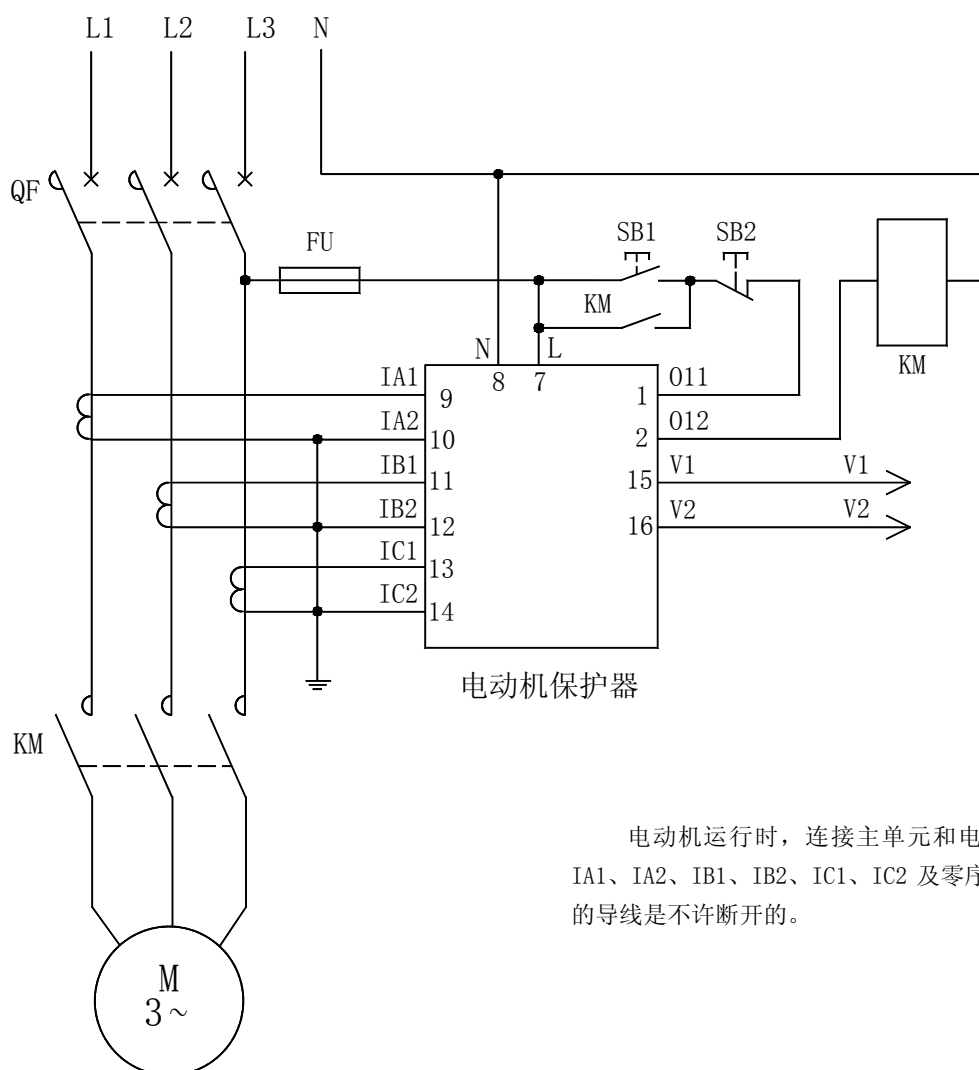 L1 L2 L3 N
QF
FU
SB1 SB2
KM
KM
N L
8 7
IA1 9
IA2 10
IB1 11
IB2 12
IC1 13
IC2 14
1 O11
2 O12
15 V1 V1
16 V2 V2
电动机保护器
KM
电动机运行时，连接主单元和电
IA1、IA2、IB1、IB2、IC1、IC2 及零序
的导线是不许断开的。
M
3~